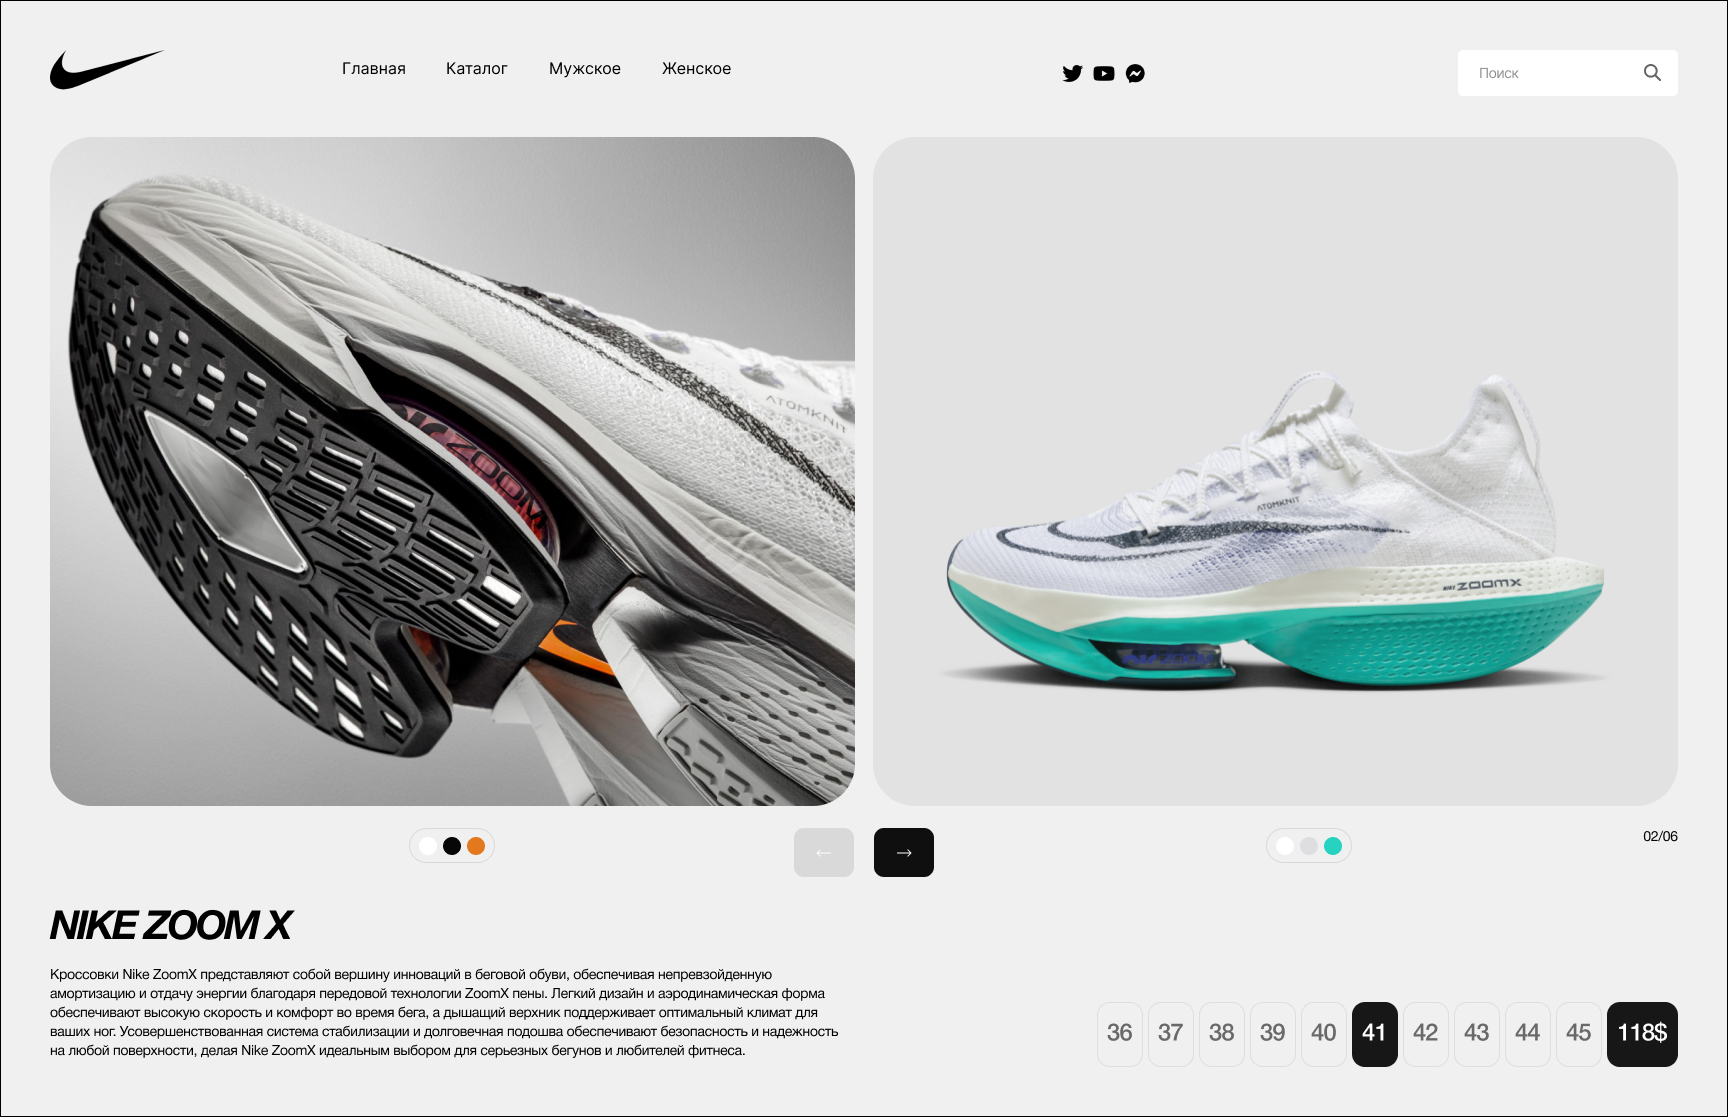 Главная Каталог Мужское Женское
Поиск
ATOMKNIT
ZOOM
ATOMKNIT
NIKE ZOOMX
02/06
NIKE ZOOM X
Кроссовки Nike ZoomX представляют собой вершину инноваций в беговой обуви, обеспечивая непревзойденную
амортизацию и отдачу энергии благодаря передовой технологии ZoomX пены. Легкий дизайн и аэродинамическая форма
обеспечивают высокую скорость и комфорт во время бега, а дышащий верхник поддерживает оптимальный климат для
ваших ног. Усовершенствованная система стабилизации и долговечная подошва обеспечивают безопасность и надежность
на любой поверхности, делая Nike ZoomX идеальным выбором для серьезных бегунов и любителей фитнеса.
36 37 38 39 40 41 42 43 44 45 118$